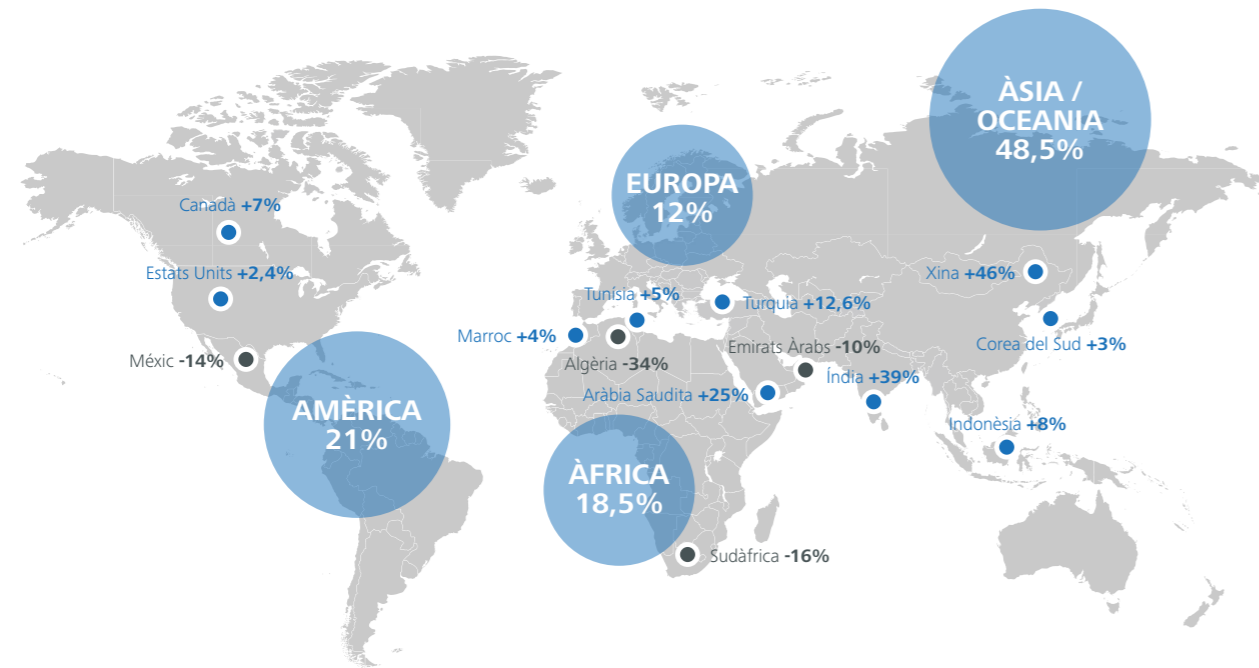 ÀSIA /
OCEANIA
48,5%
EUROPA
12%
Canadà +7%
Estats Units +2,4%
Xina +46%
Tunísia +5%
Turquia +12,6%
Marroc +4%
Corea del Sud +3%
Emirats Àrabs -10%
Méxic -14%
Algèria -34%
Índia +39%
Aràbia Saudita +25%
AMÈRICA
21%
Indonèsia +8%
ÀFRICA
18,5%
Sudàfrica -16%